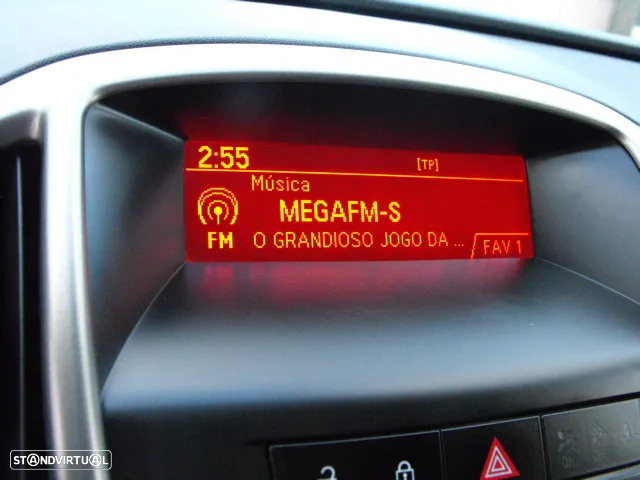 2:55 [TP]
Música
MEGAFM-S
FM O GRANDIOSO JOGO DA ... FAV 1
STANDVIRTUAL